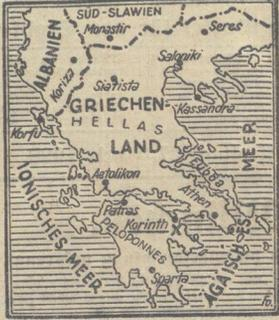 SÜD-SLAWIEN
Monastir
Seres
ALBANIEN
Saloniki
Koritza
Siatista
GRIECHEN-
HELLAS
LAND
Kassandra
Korfu
MEER
Euböa
Aetolikon
Athen
Patras
Korinth
PELOPONNES
IONISCHES MEER
ÄGÄISCHES
Sparta